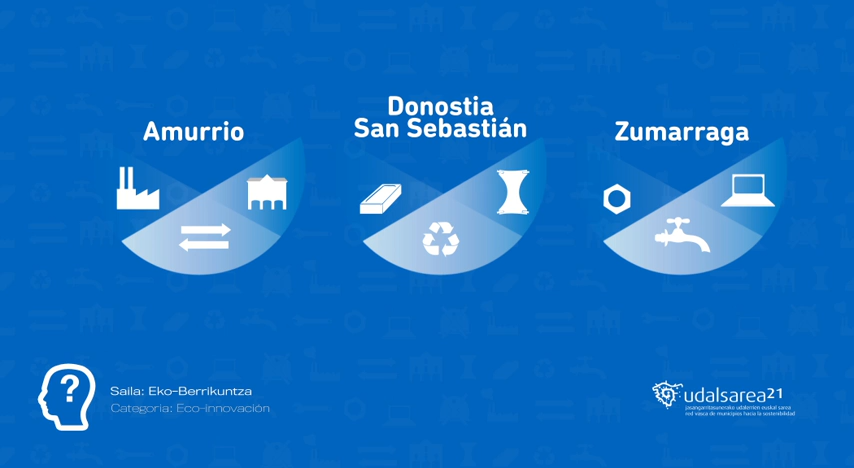 Amurrio
Donostia
San Sebastián
Zumarraga
?
Saila: Eko-Berrikuntza
Categoría: Eco-Innovación
udalsarea21
jasangarritasunerako udalerrien euskal sarea
red vasca de municipios hacia la sostenibilidad